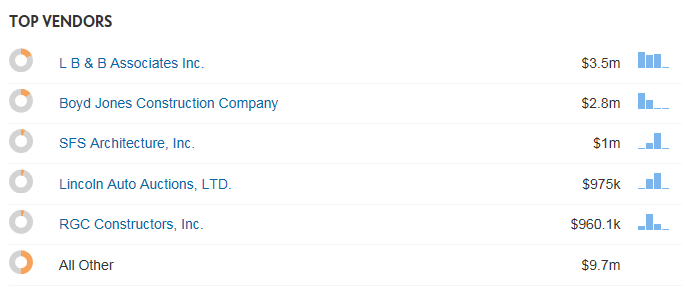 TOP VENDORS
L B & B Associates Inc. $3.5m
Boyd Jones Construction Company $2.8m
SFS Architecture, Inc. $1m
Lincoln Auto Auctions, LTD. $975k
RGC Constructors, Inc. $960.1k
All Other $9.7m